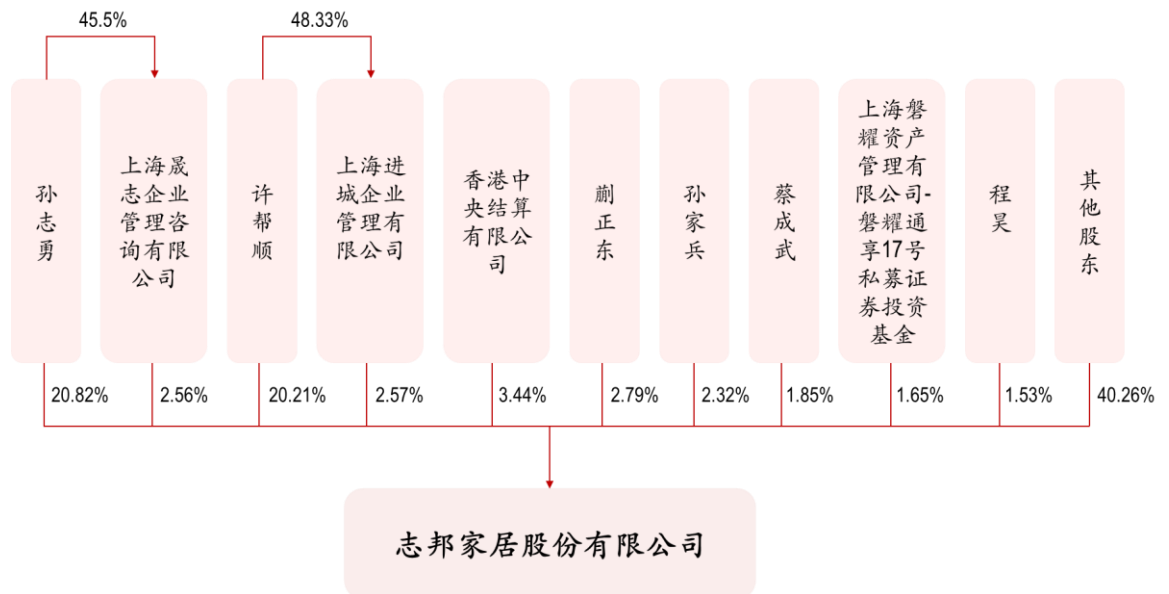 45.5%
48.33%
孙
志
勇
上海晟
志企业
管理咨
询有限
公司
许
帮
顺
上海进
城企业
管理有
限公司
香港中
央结算
有限公
司
蒯
正
东
孙
家
兵
蔡
成
武
上海磐
耀资产
管理有
限公司-
磐耀通
享17号
私募证
券投资
基金
程
昊
其
他
股
东
20.82%
2.56%
20.21%
2.57%
3.44%
2.79%
2.32%
1.85%
1.65%
1.53%
40.26%
志邦家居股份有限公司